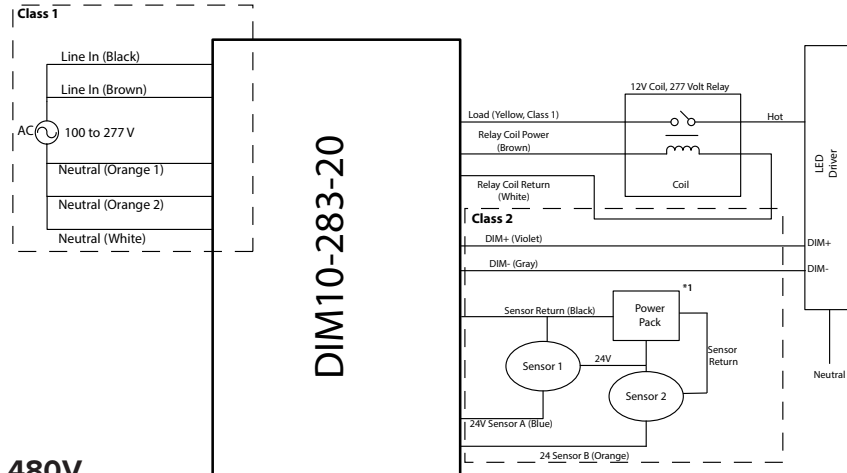 Class 1
Line In (Black)
Line In (Brown)
AC
100 to 277 V
Neutral (Orange 1)
Neutral (Orange 2)
Neutral (White)
DIM10-283-20
12V Coil, 277 Volt Relay
Load (Yellow, Class 1)
Hot
Relay Coil Power
(Brown)
Coil
Relay Coil Return
(White)
LED
Driver
Class 2
DIM+ (Violet)
DIM+
DIM- (Gray)
DIM-
*1
Sensor Return (Black)
Power
Pack
Sensor 1
24V
Sensor
Return
Sensor 2
Neutral
24V Sensor A (Blue)
24 Sensor B (Orange)
480V